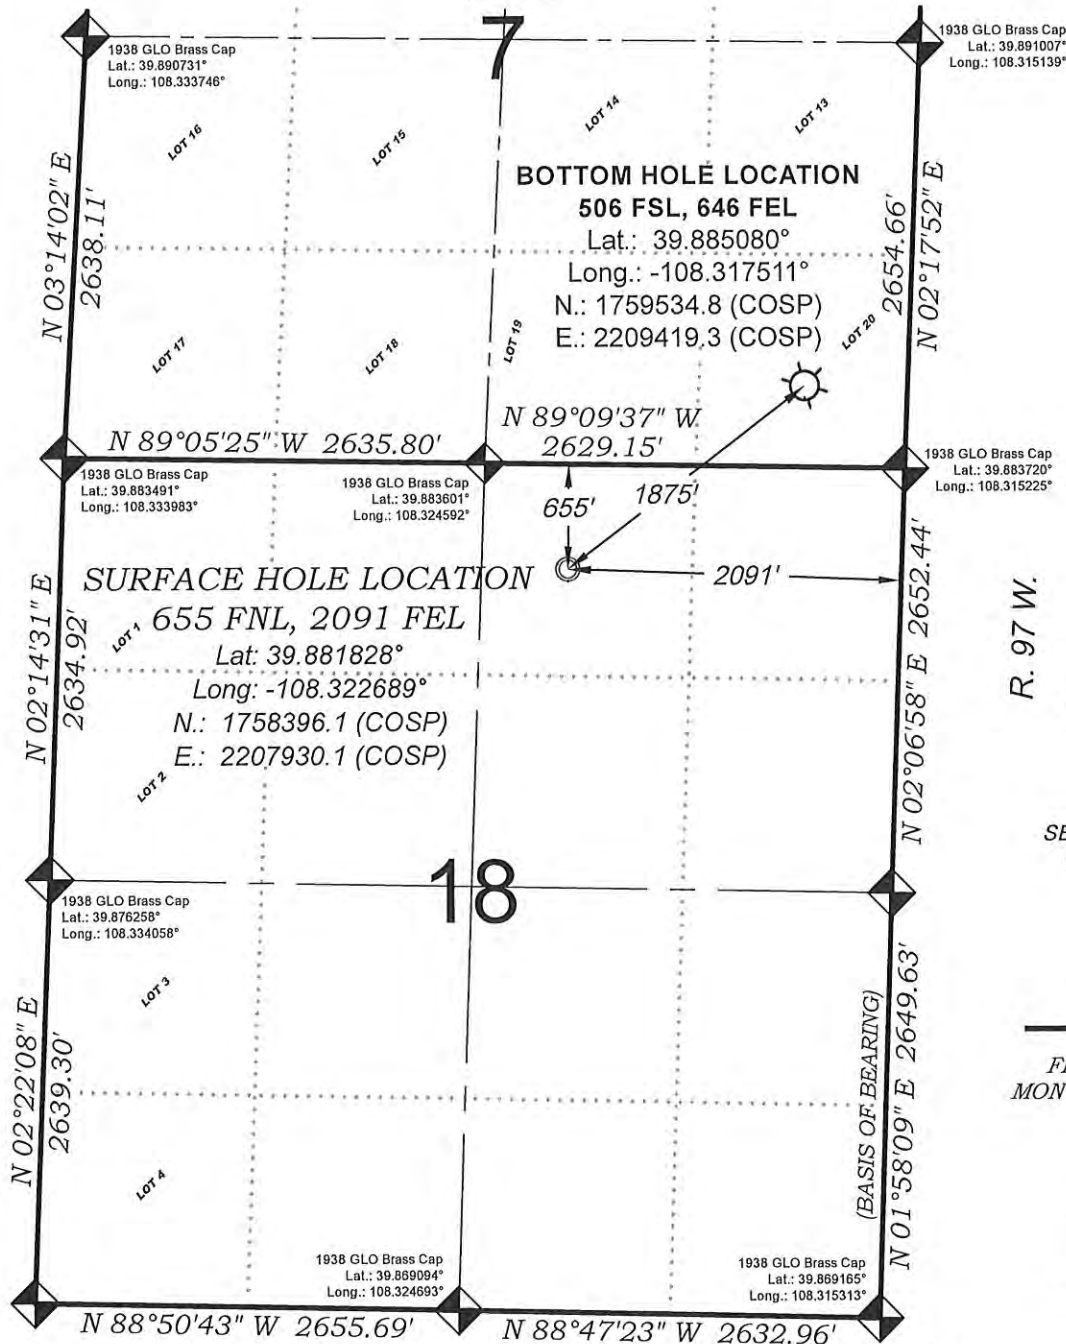 7
1938 GLO Brass Cap
Lat.: 39.890731°
Long.: 108.333746°
1938 GLO Brass Cap
Lat.: 39.891007°
Long.: 108.315139°
LOT 16
LOT 15
LOT 14
LOT 13
N 03°14'02" E
2638.11'
BOTTOM HOLE LOCATION
506 FSL, 646 FEL
Lat.: 39.885080°
Long.: -108.317511°
N.: 1759534.8 (COSP)
E.: 2209419.3 (COSP)
2654.66'
N 02°17'52" E
LOT 17
LOT 18
LOT 19
LOT 20
N 89°05'25" W 2635.80'
N 89°09'37" W
2629.15'
1938 GLO Brass Cap
Lat.: 39.883491°
Long.: 108.333983°
1938 GLO Brass Cap
Lat.: 39.883601°
Long.: 108.324592°
1938 GLO Brass Cap
Lat.: 39.883720°
Long.: 108.315225°
655'
1875'
2091'
SURFACE HOLE LOCATION
655 FNL, 2091 FEL
Lat: 39.881828°
Long: -108.322689°
N.: 1758396.1 (COSP)
E.: 2207930.1 (COSP)
N 02°14'31" E
2634.92'
LOT 1
LOT 2
N 02°06'58" E 2652.44'
R. 97 W.
SE
18
1938 GLO Brass Cap
Lat.: 39.876258°
Long.: 108.334058°
LOT 3
LOT 4
N 02°22'08" E
2639.30'
(BASIS OF BEARING)
N 01°58'09" E 2649.63'
MON
1938 GLO Brass Cap
Lat.: 39.869094°
Long.: 108.324693°
1938 GLO Brass Cap
Lat.: 39.869165°
Long.: 108.315313°
N 88°50'43" W 2655.69'
N 88°47'23" W 2632.96'